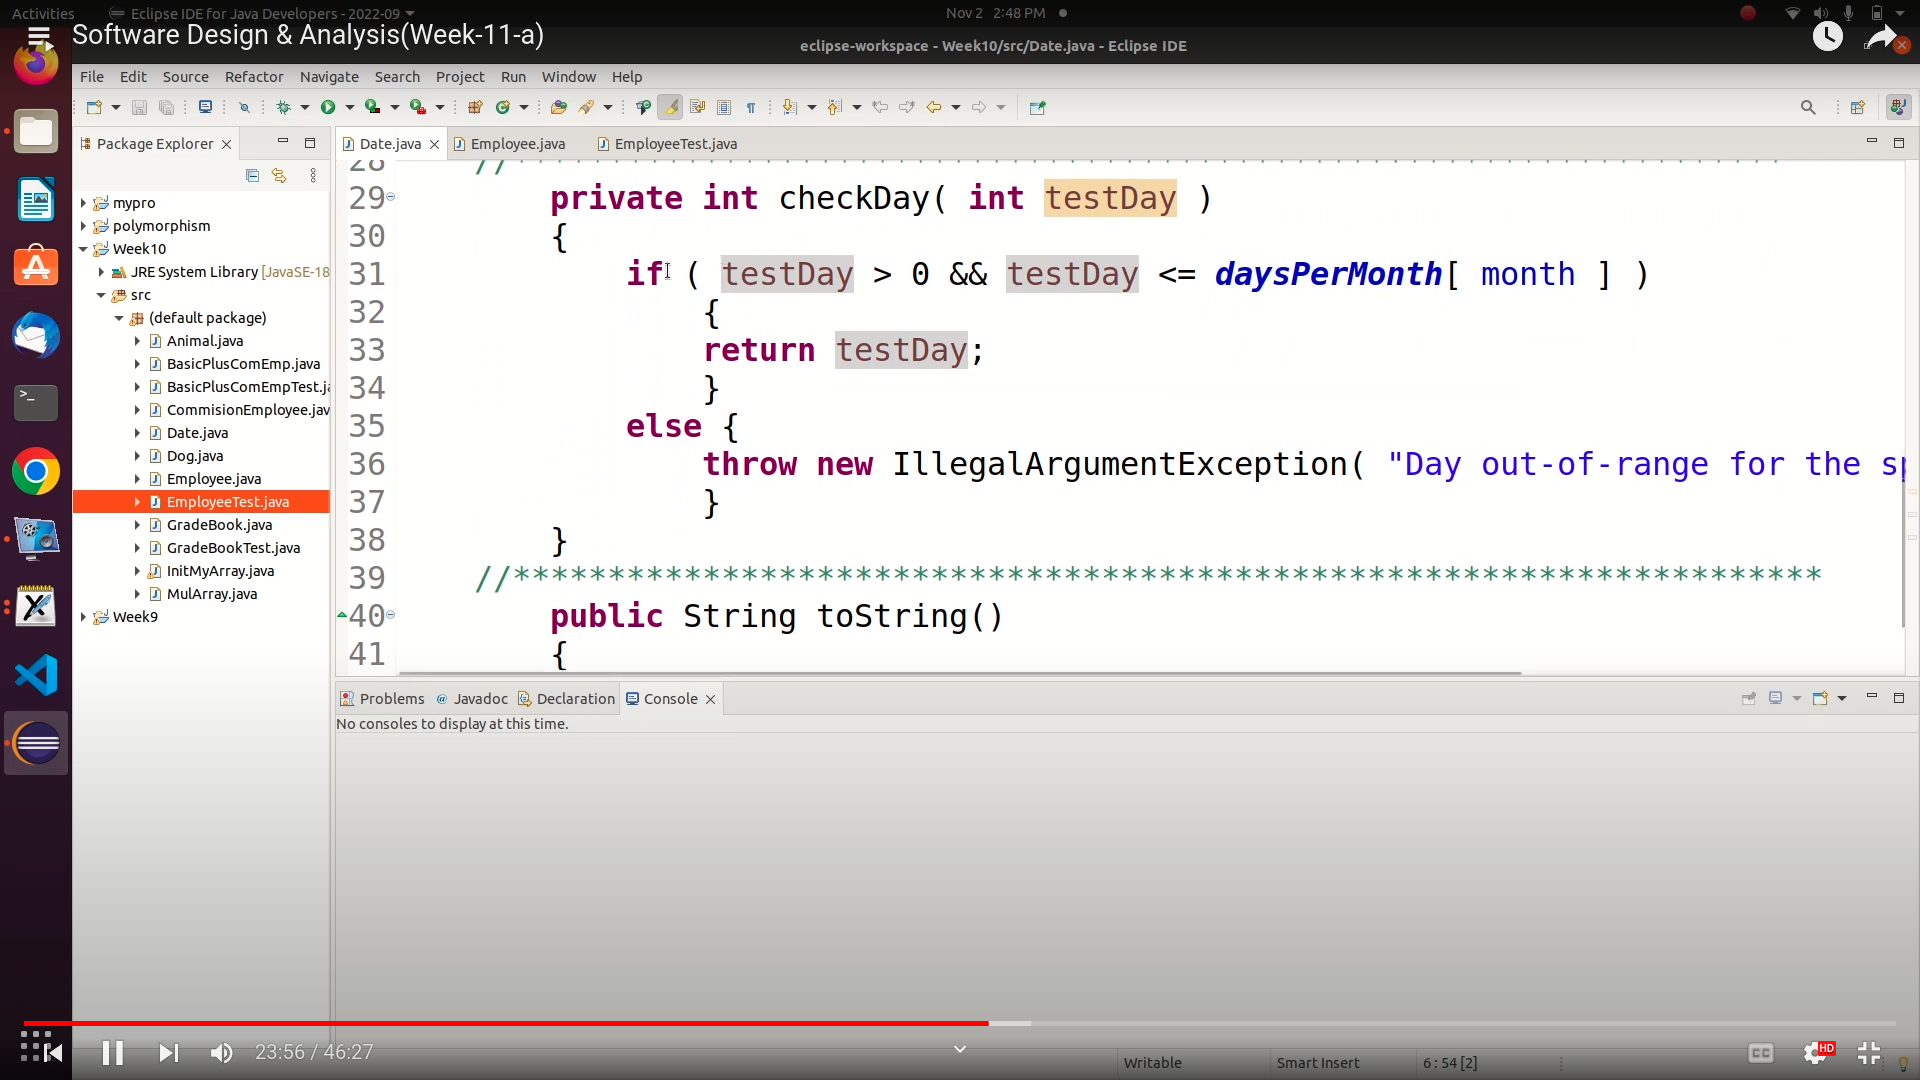 Activities
Eclipse IDE for Java Developers - 2022-09
Nov 2 2:48 PM
Software Design & Analysis(Week-11-a)
eclipse-workspace - Week10/src/Date.java - Eclipse IDE
File Edit Source Refactor Navigate Search Project Run Window Help
Package Explorer
Date.java
Employee.java
EmployeeTest.java
mypro
polymorphism
Week10
JRE System Library [JavaSE-18
src
(default package)
Animal.java
BasicPlusComEmp.java
BasicPlusComEmpTest.ja
CommisionEmployee.jav
Date.java
Dog.java
Employee.java
EmployeeTest.java
GradeBook.java
GradeBookTest.java
InitMyArray.java
MulArray.java
Week9
29 private int checkDay( int testDay )
30 {
31 if ( testDay > 0 && testDay <= daysPerMonth[ month ] )
32 {
33 return testDay;
34 }
35 else {
36 throw new IllegalArgumentException( "Day out-of-range for the sp
37 }
38 }
39 //*********************************************************************
40 public String toString()
41 {
Problems Javadoc Declaration Console
No consoles to display at this time.
23:56 / 46:27
Writable
Smart Insert
6 : 54 [2]
CC
HD